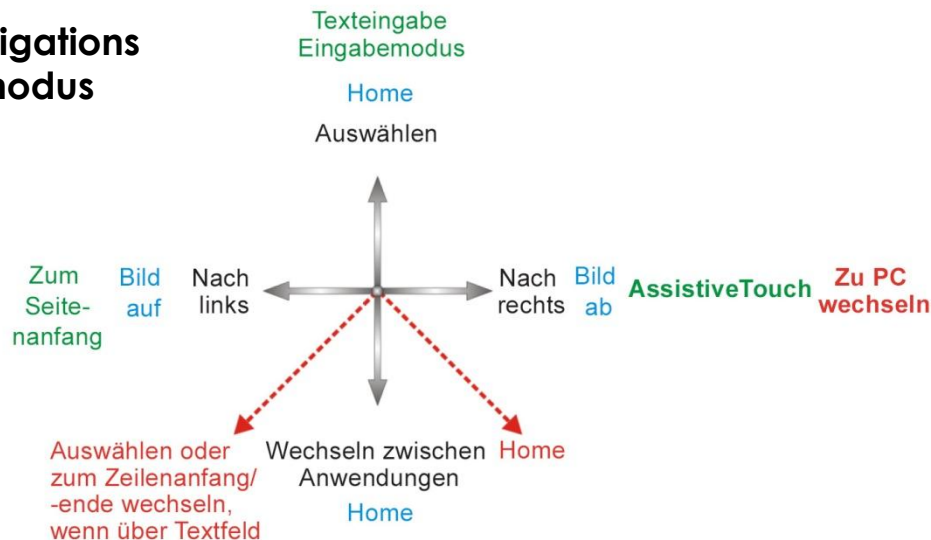 igations
nodus
Texteingabe
Eingabemodus
Home
Auswählen
Zum
Seite-
nanfang
Bild
auf
Nach
links
Nach
rechts
Bild
ab
AssistiveTouch
Zu PC
wechseln
Auswählen oder
zum Zeilenanfang/
-ende wechseln,
wenn über Textfeld
Wechseln zwischen
Anwendungen
Home
Home